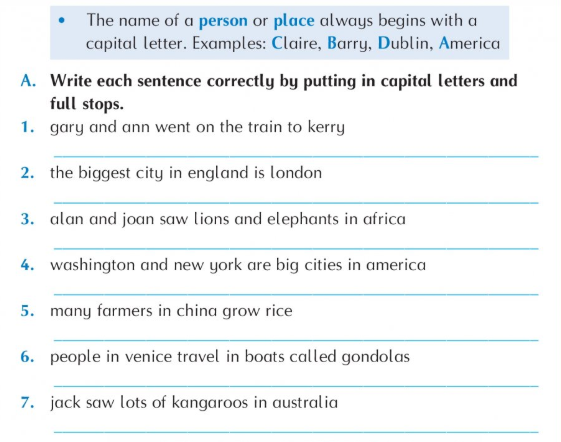 • The name of a person or place always begins with a
capital letter. Examples: Claire, Barry, Dublin, America
A. Write each sentence correctly by putting in capital letters and
full stops.
1. gary and ann went on the train to kerry
2. the biggest city in england is london
3. alan and joan saw lions and elephants in africa
4. washington and new york are big cities in america
5. many farmers in china grow rice
6. people in venice travel in boats called gondolas
7. jack saw lots of kangaroos in australia